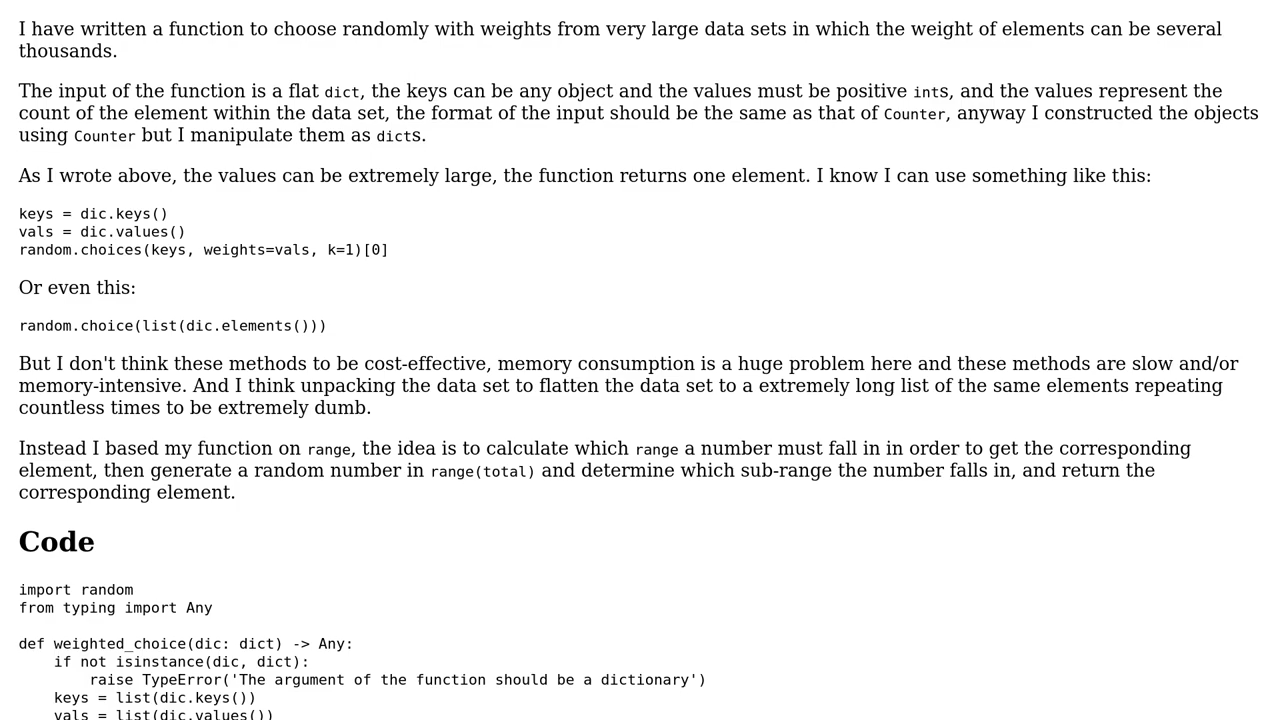 I have written a function to choose randomly with weights from very large data sets in which the weight of elements can be several
thousands.
The input of the function is a flat dict, the keys can be any object and the values must be positive ints, and the values represent the
count of the element within the data set, the format of the input should be the same as that of Counter, anyway I constructed the objects
using Counter but I manipulate them as dicts.
As I wrote above, the values can be extremely large, the function returns one element. I know I can use something like this:
keys = dic.keys()
vals = dic.values()
random.choices(keys, weights=vals, k=1)[0]
Or even this:
random.choice(list(dic.elements()))
But I don't think these methods to be cost-effective, memory consumption is a huge problem here and these methods are slow and/or
memory-intensive. And I think unpacking the data set to flatten the data set to a extremely long list of the same elements repeating
countless times to be extremely dumb.
Instead I based my function on range, the idea is to calculate which range a number must fall in in order to get the corresponding
element, then generate a random number in range(total) and determine which sub-range the number falls in, and return the
corresponding element.
Code
import random
from typing import Any
def weighted_choice(dic: dict) -> Any:
    if not isinstance(dic, dict):
        raise TypeError('The argument of the function should be a dictionary')
    keys = list(dic.keys())
    vals = list(dic.values())